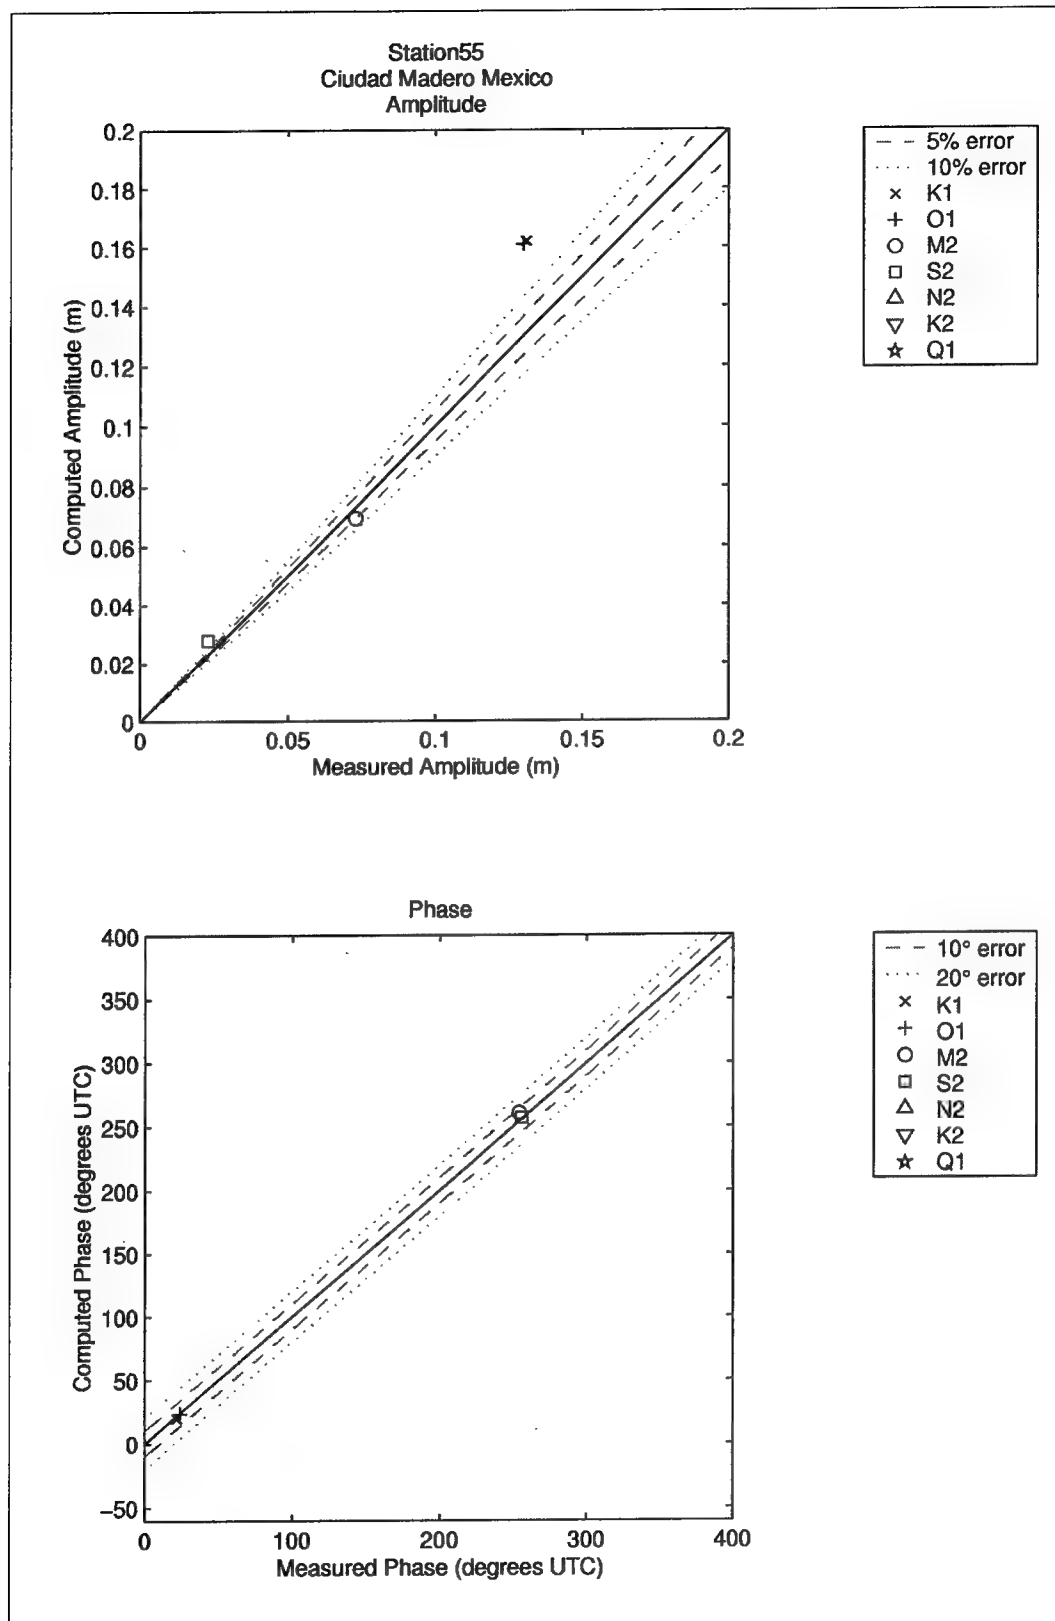 Station55
Ciudad Madero Mexico
Amplitude
0.2
0.18
0.16
0.14
0.12
0.1
0.08
0.06
0.04
0.02
0
Computed Amplitude (m)
0 0.05 0.1 0.15 0.2
Measured Amplitude (m)
5% error
10% error
K1
O1
M2
S2
N2
K2
Q1
Phase
400
350
300
250
200
150
100
50
0
−50
Computed Phase (degrees UTC)
0 100 200 300 400
Measured Phase (degrees UTC)
10° error
20° error
K1
O1
M2
S2
N2
K2
Q1